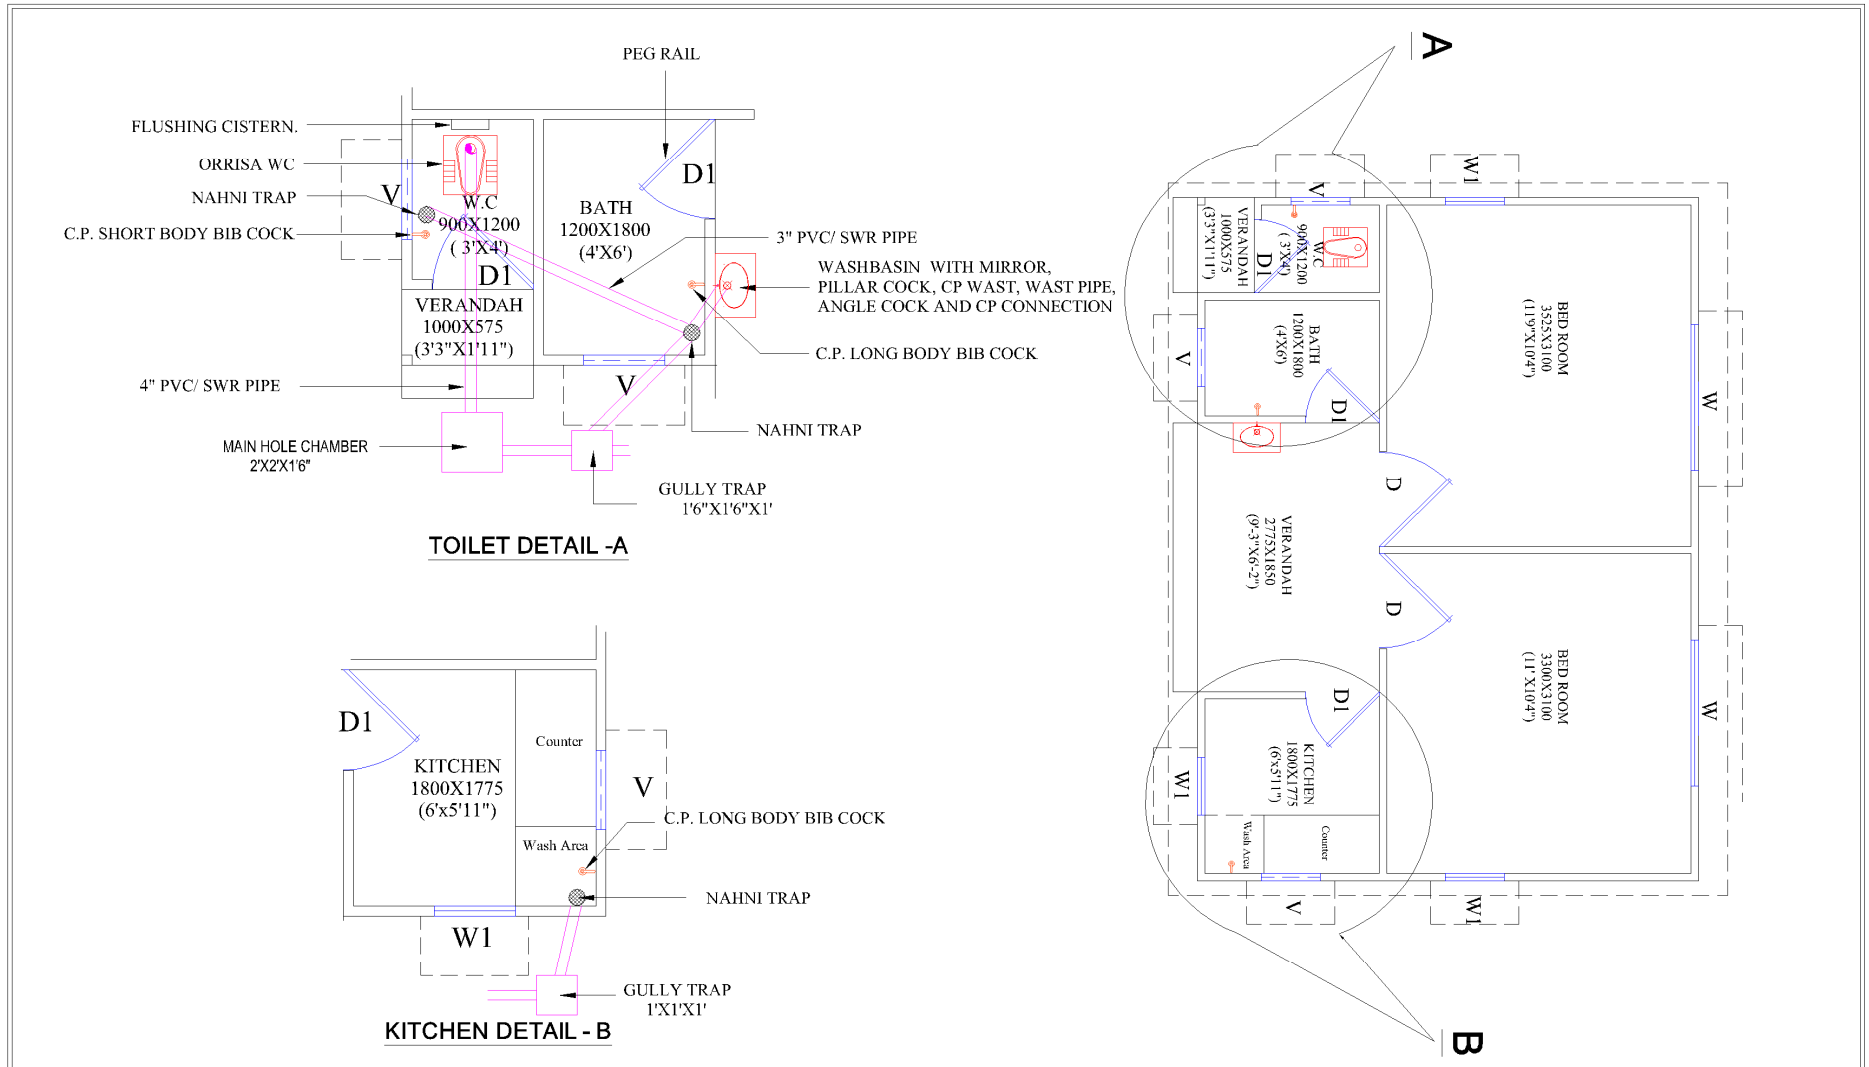 PEG RAIL
FLUSHING CISTERN.
ORRISA WC
NAHNI TRAP
C.P. SHORT BODY BIB COCK
V
W.C
900X1200
( 3'X4')
D1
BATH
1200X1800
(4'X6')
D1
3" PVC/ SWR PIPE
WASHBASIN WITH MIRROR,
PILLAR COCK, CP WAST, WAST PIPE,
ANGLE COCK AND CP CONNECTION
VERANDAH
1000X575
(3'3"X1'11")
C.P. LONG BODY BIB COCK
4" PVC/ SWR PIPE
V
NAHNI TRAP
MAIN HOLE CHAMBER
2'X2'X1'6"
GULLY TRAP
1'6"X1'6"X1'
TOILET DETAIL -A
D1
Counter
KITCHEN
1800X1775
(6'x5'11")
V
C.P. LONG BODY BIB COCK
Wash Area
NAHNI TRAP
W1
GULLY TRAP
1'X1'X1'
KITCHEN DETAIL - B
A
V
W1
VERANDAH
1000X575
(3'3"X1'11")
D1
W.C
900X1200
( 3'X4')
BATH
1200X1800
(4'X6')
V
D1
BED ROOM
3525X3100
(11'9"X10'4")
W
D
VERANDAH
2775X1850
(9'-3"X6'-2")
D
BED ROOM
3300X3100
(11' X10'4")
W
D1
KITCHEN
1800X1775
(6'x5'11")
W1
Wash Area
Counter
V
W1
B